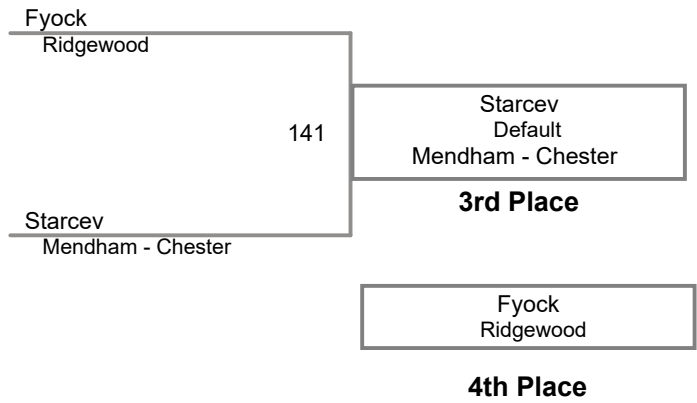 Fyock
Ridgewood
141
Starcev
Default
Mendham - Chester
3rd Place
Starcev
Mendham - Chester
Fyock
Ridgewood
4th Place